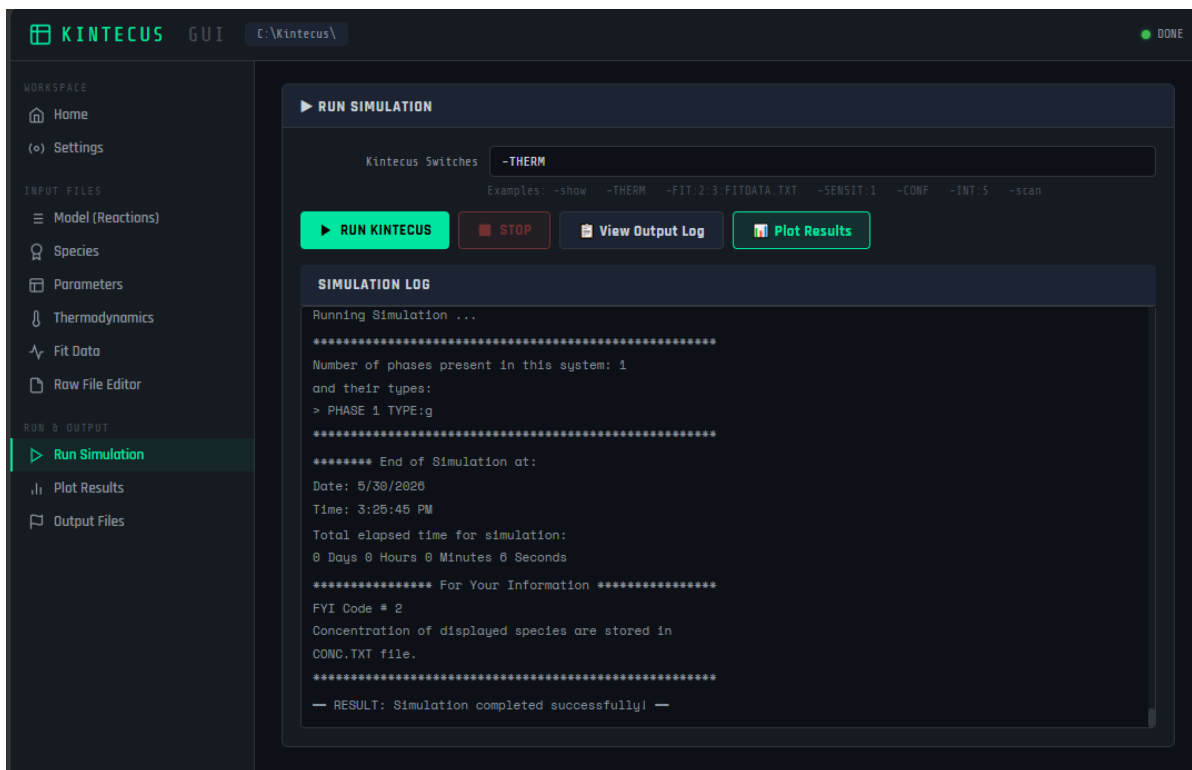 KINTECUS GUI C:\Kintecus\ DONE
WORKSPACE
Home
Settings
INPUT FILES
Model (Reactions)
Species
Parameters
Thermodynamics
Fit Data
Raw File Editor
RUN & OUTPUT
Run Simulation
Plot Results
Output Files
▶ RUN SIMULATION
Kintecus Switches -THERM
Examples: -show -THERM -FIT:2:3:FITDATA.TXT -SENSIT:1 -CONF -INT:5 -scan
▶ RUN KINTECUS STOP View Output Log Plot Results
SIMULATION LOG
Running Simulation ...
******************************************************
Number of phases present in this system: 1
and their types:
> PHASE 1 TYPE:g
******************************************************
******** End of Simulation at:
Date: 5/30/2026
Time: 3:25:45 PM
Total elapsed time for simulation:
0 Days 0 Hours 0 Minutes 6 Seconds
**************** For Your Information ****************
FYI Code # 2
Concentration of displayed species are stored in
CONC.TXT file.
******************************************************
── RESULT: Simulation completed successfully! ──